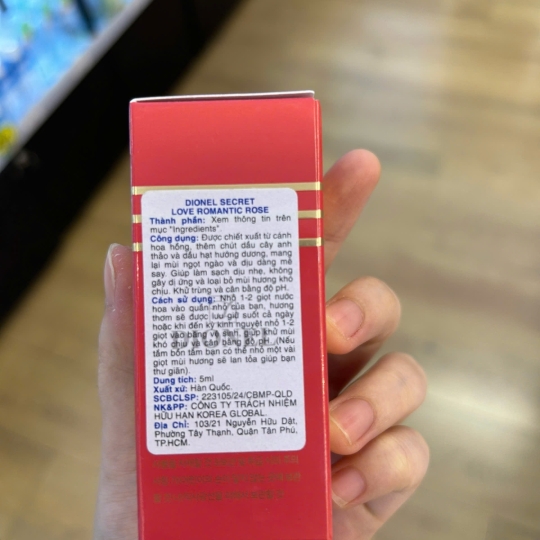 DIONEL SECRET
LOVE ROMANTIC ROSE
Thành phần: Xem thông tin trên
mục "Ingredients".
Công dụng: Được chiết xuất từ cánh
hoa hồng, thêm chút dầu cây anh
thảo và dầu hạt hướng dương, mang
lại mùi ngọt ngào và dịu dàng mê
say. Giúp làm sạch dịu nhẹ, không
gây dị ứng và loại bỏ mùi hương khó
chịu. Khử trùng và cân bằng độ pH.
Cách sử dụng: Nhỏ 1-2 giọt nước
hoa vào quần nhỏ của bạn, hương
thơm sẽ được lưu giữ suốt cả ngày
hoặc khi đến kỳ kinh nguyệt nhỏ 1-2
giọt vào băng vệ sinh giúp khử mùi
khó chịu và cân bằng độ pH. (Nếu
tắm bồn tắm bạn có thể nhỏ một vài
giọt mùi hương sẽ lan tỏa giúp bạn
thư giãn).
Dung tích: 5ml
Xuất xứ: Hàn Quốc.
SCBCLSP: 223105/24/CBMP-QLD
NK&PP: CÔNG TY TRÁCH NHIỆM
HỮU HẠN KOREA GLOBAL.
Địa Chỉ: 103/21 Nguyễn Hữu Dật,
Phường Tây Thạnh, Quận Tân Phú,
TP.HCM.